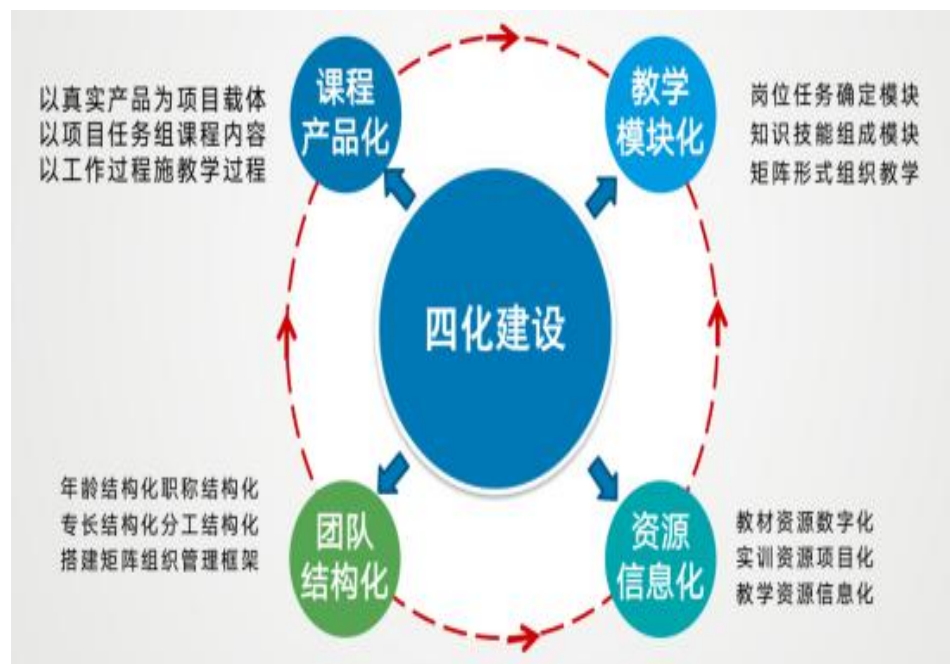 课程
产品化
以真实产品为项目载体
以项目任务组课程内容
以工作过程施教学过程
教学
模块化
岗位任务确定模块
知识技能组成模块
矩阵形式组织教学
四化建设
年龄结构化职称结构化
专长结构化分工结构化
搭建矩阵组织管理框架
团队
结构化
资源
信息化
教材资源数字化
实训资源项目化
教学资源信息化